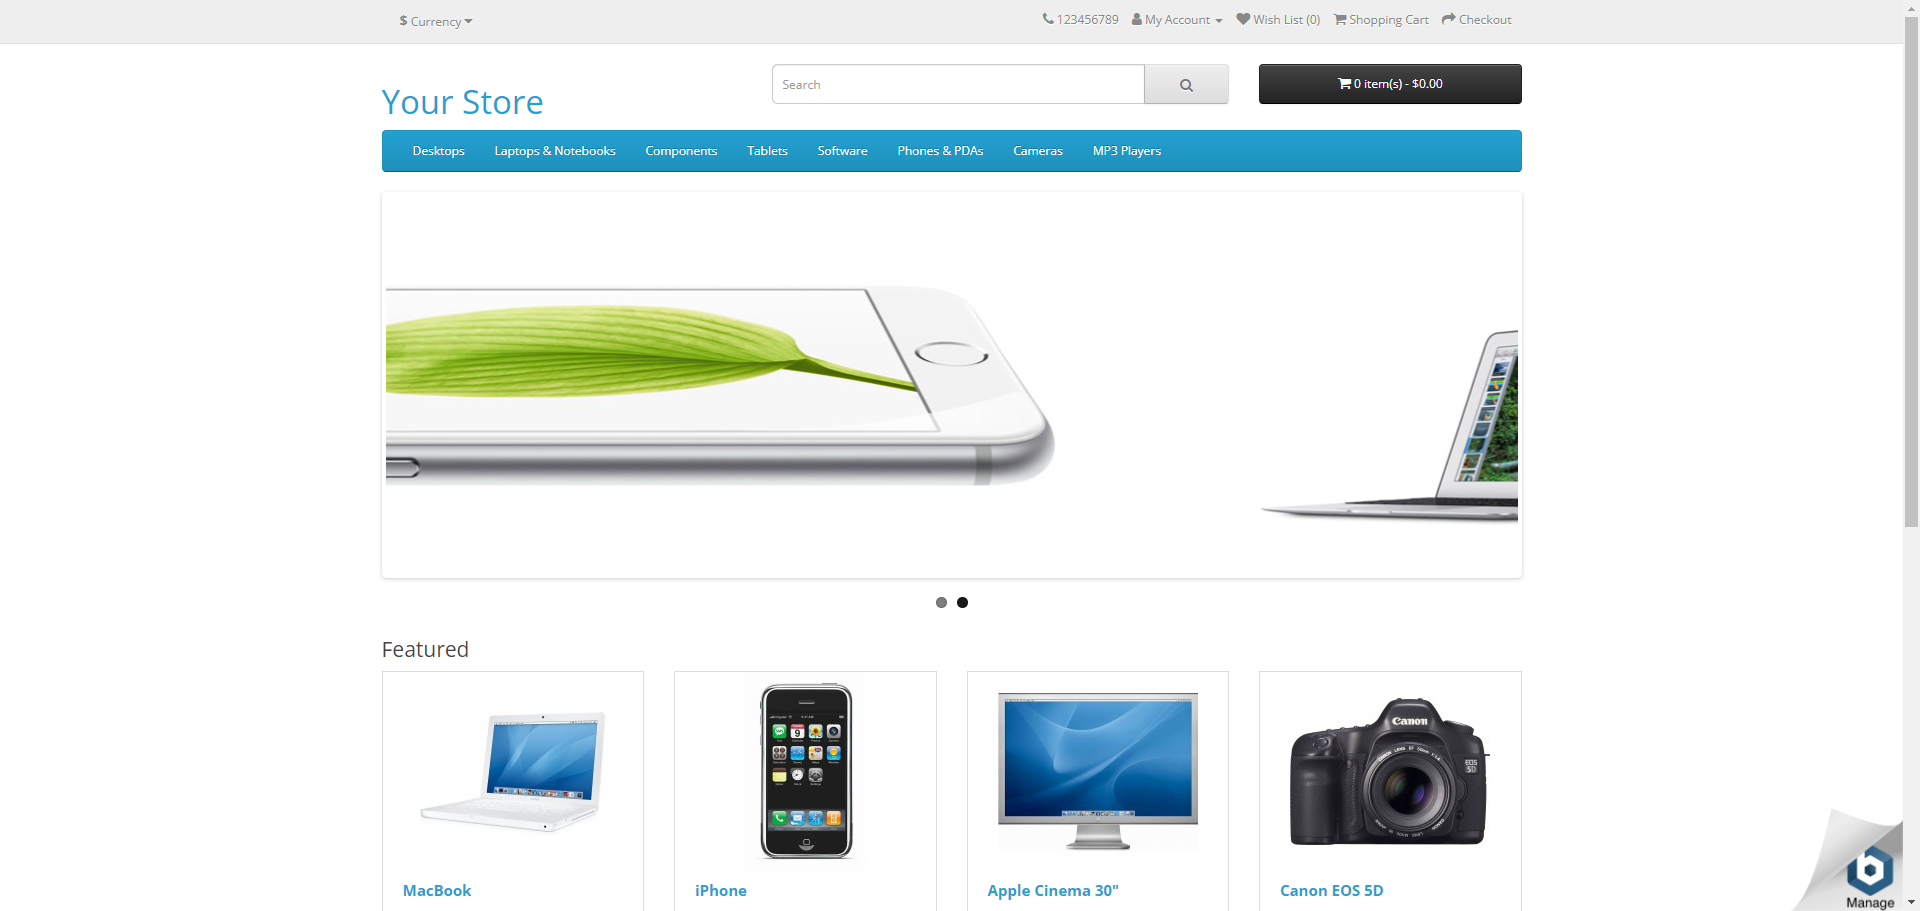 $ Currency
123456789 My Account Wish List (0) Shopping Cart Checkout
Your Store
Search
0 item(s) - $0.00
Desktops Laptops & Notebooks Components Tablets Software Phones & PDAs Cameras MP3 Players
Featured
Canon
EOS
5D
MacBook
iPhone
Apple Cinema 30"
Canon EOS 5D
Manage